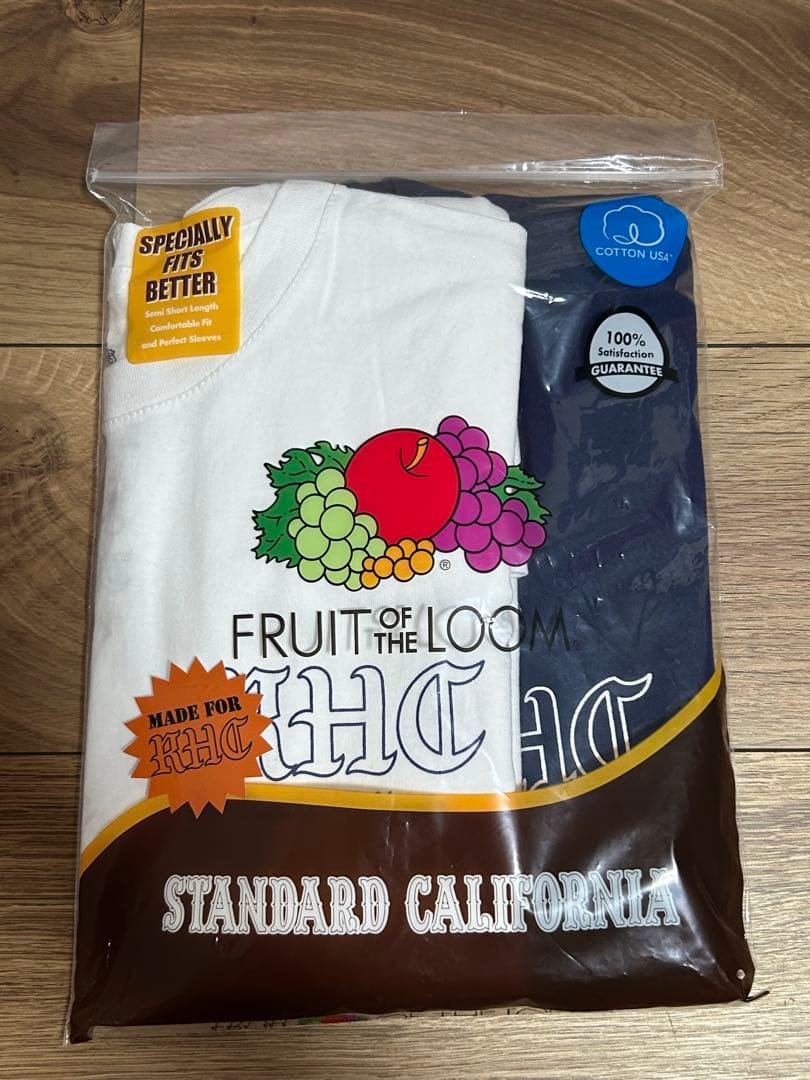 SPECIALLY
FITS
BETTER
Semi Short Length
Comfortable Fit
and Perfect Sleeves
COTTON USA
100%
Satisfaction
GUARANTEE
®
FRUIT OF THE LOOM®
RHC
HC
MADE FOR
RHC
STANDARD CALIFORNIA